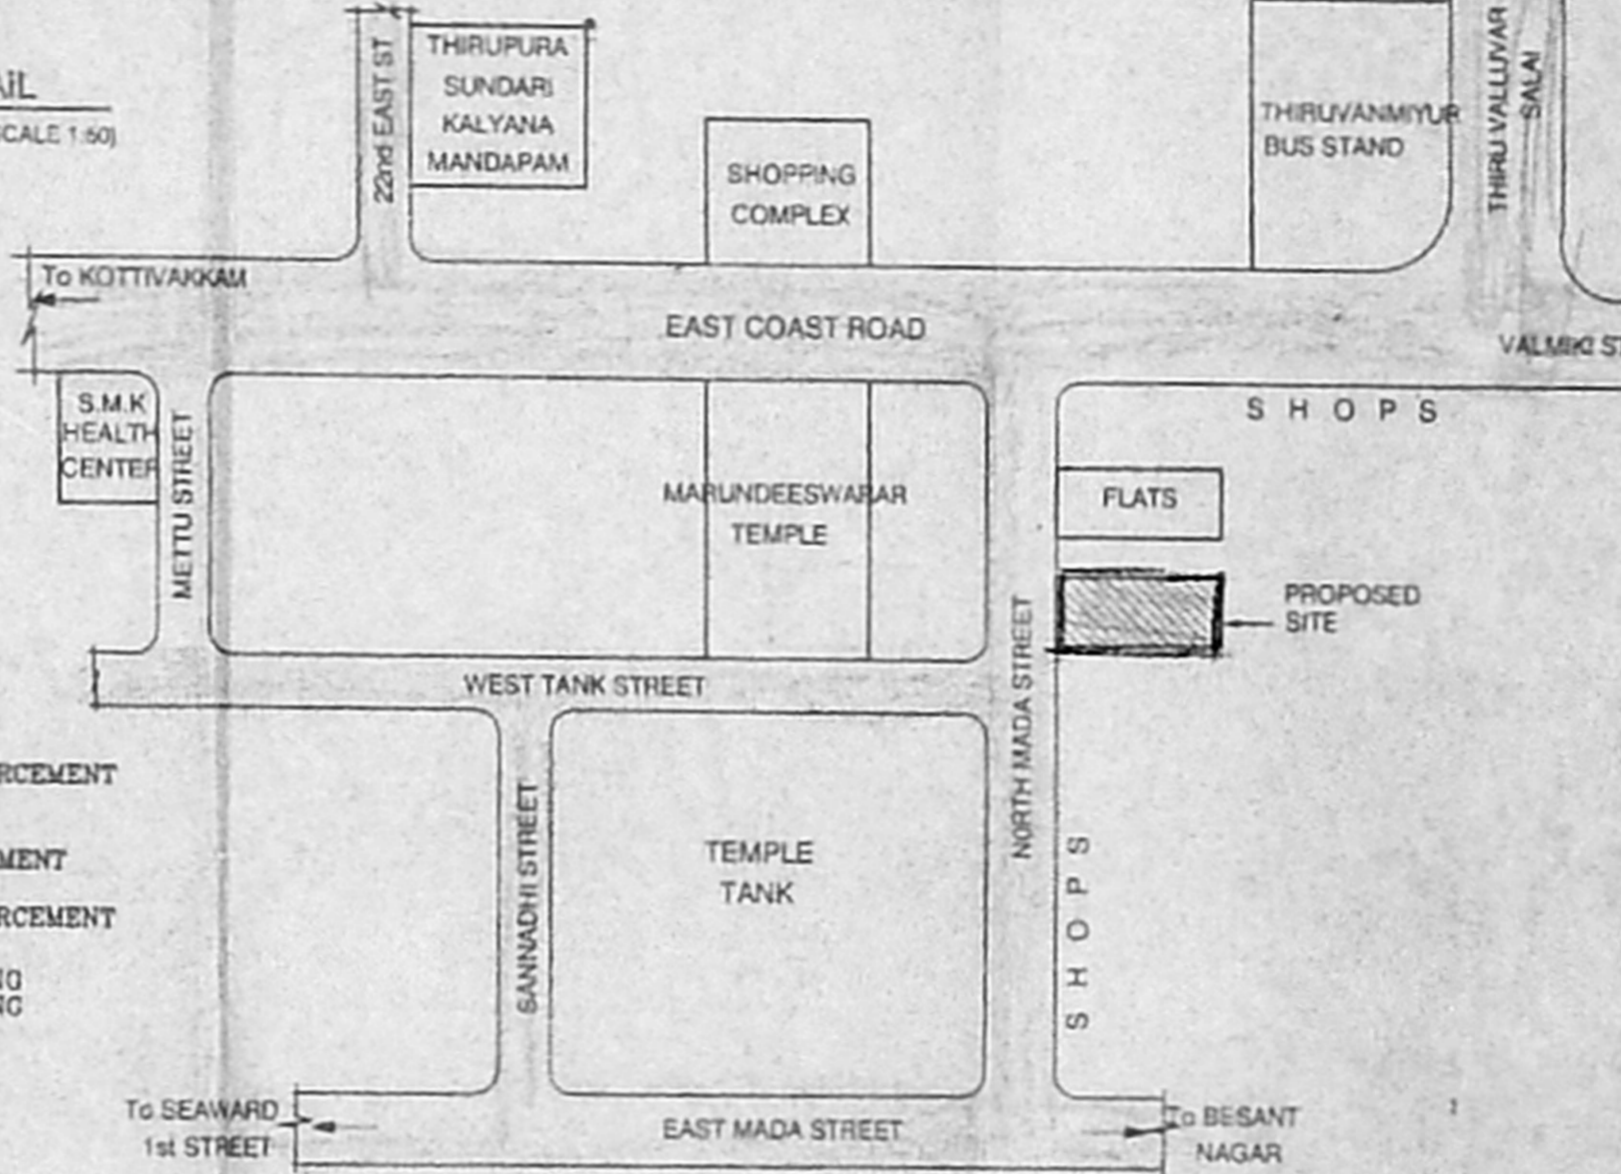 AIL
SCALE 1:50)
22nd EAST ST
THIRUPURA
SUNDARI
KALYANA
MANDAPAM
SHOPPING
COMPLEX
THIRUVANMIYUR
BUS STAND
THIRU VALLUVAR
SALAI
To KOTTIVAKKAM
EAST COAST ROAD
VALMIKI ST
S.M.K
HEALTH
CENTER
METTU STREET
MARUNDEESWARAR
TEMPLE
SHOPS
FLATS
PROPOSED
SITE
NORTH MADA STREET
WEST TANK STREET
RCEMENT
MENT
RCEMENT
SANNADHI STREET
TEMPLE
TANK
SHOPS
To SEAWARD
1st STREET
EAST MADA STREET
To BESANT
NAGAR